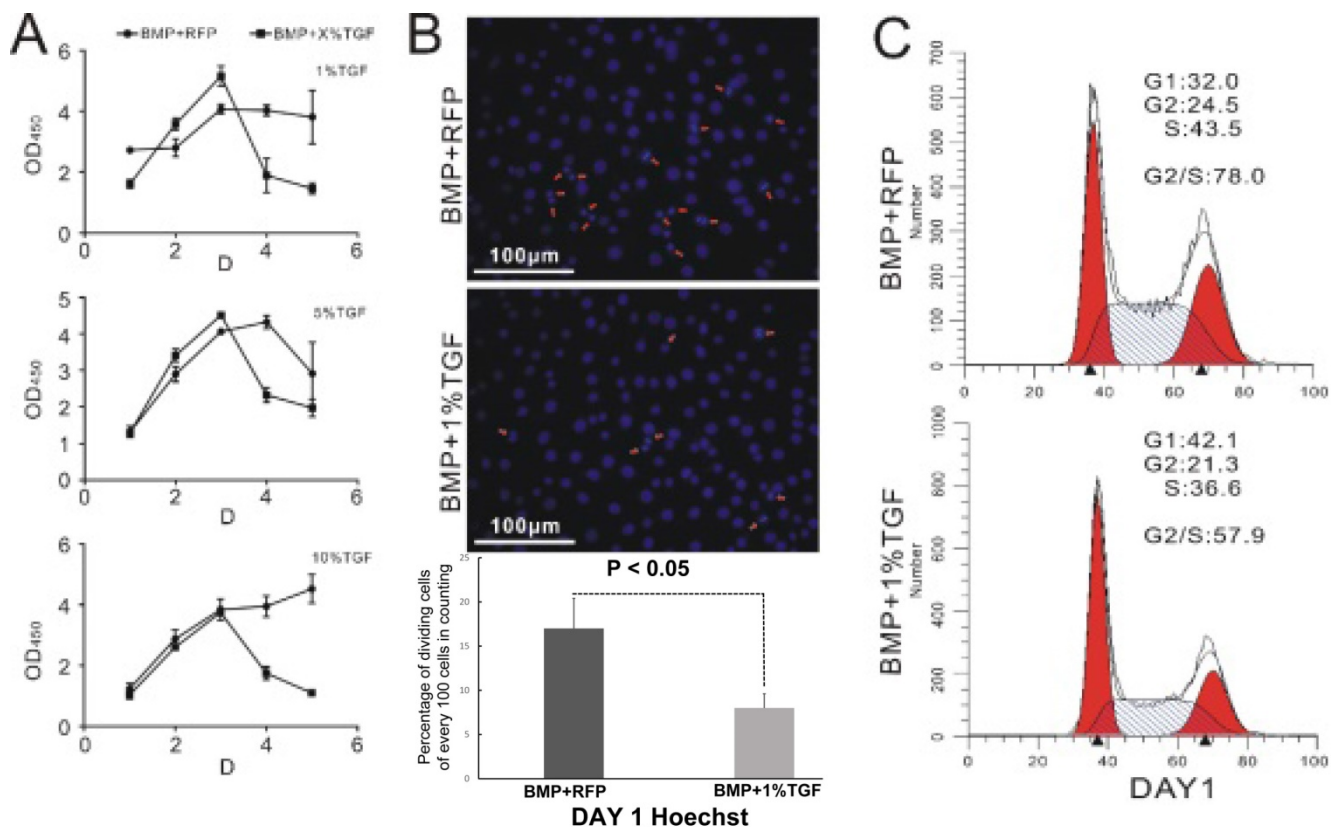 A
BMP+RFP
BMP+X%TGF
6
4
2
0
OD450
1%TGF
0
2
4
6
D
5
4
3
2
1
0
OD450
5%TGF
0
2
4
6
D
6
4
2
0
OD450
10%TGF
0
2
4
6
D
B
BMP+RFP
100μm
BMP+1%TGF
100μm
P < 0.05
Percentage of dividing cells
of every 100 cells in counting
25
20
15
10
5
0
BMP+RFP
BMP+1%TGF
DAY 1 Hoechst
C
BMP+RFP
Number
700
600
500
400
300
200
100
0
G1:32.0
G2:24.5
S:43.5
G2/S:78.0
0
20
40
60
80
100
BMP+1%TGF
Number
1000
800
600
400
200
0
G1:42.1
G2:21.3
S:36.6
G2/S:57.9
0
20
40
60
80
100
DAY1